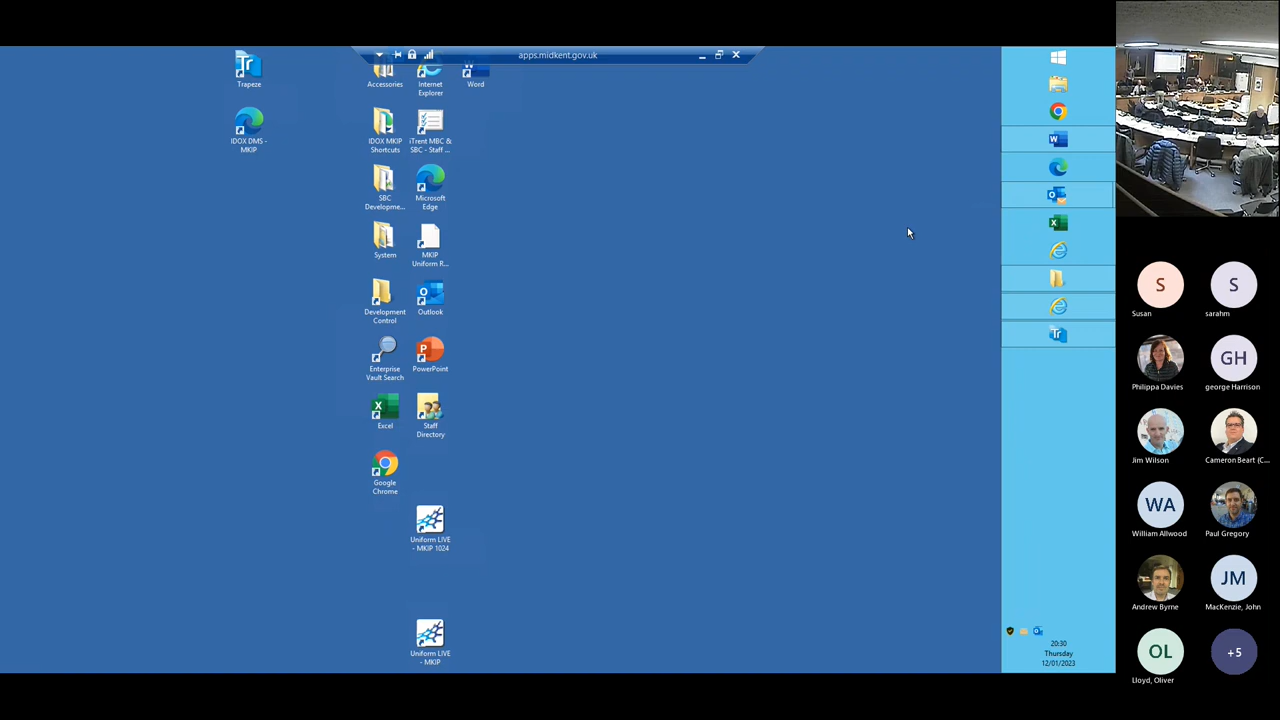 apps.midkent.gov.uk
Trapeze
Accessories
Internet
Explorer
Word
IDOX DMS -
MKIP
IDOX MKIP
Shortcuts
iTrent MBC &
SBC - Staff ...
SBC
Developme...
Microsoft
Edge
System
MKIP
Uniform R...
Development
Control
Outlook
Enterprise
Vault Search
PowerPoint
Excel
Staff
Directory
Google
Chrome
Uniform LIVE
- MKIP 1024
Uniform LIVE
- MKIP
20:30
Thursday
12/01/2023
S
Susan
S
sarahm
Philippa Davies
GH
george Harrison
Jim Wilson
Cameron Beart (C...
WA
William Allwood
Paul Gregory
Andrew Byrne
JM
MacKenzie, John
OL
Lloyd, Oliver
+5